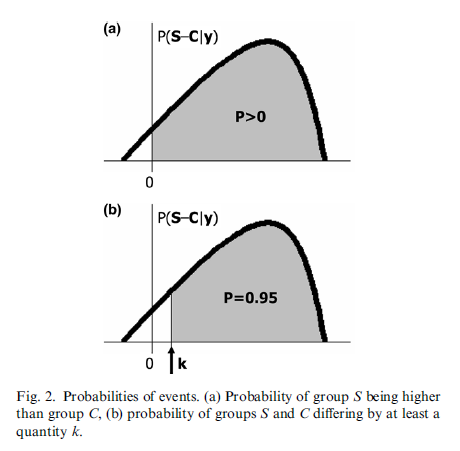 (a)
P(S–C|y)
P>0
0
(b)
P(S–C|y)
P=0.95
0
k
Fig. 2. Probabilities of events. (a) Probability of group S being higher
than group C, (b) probability of groups S and C differing by at least a
quantity k.